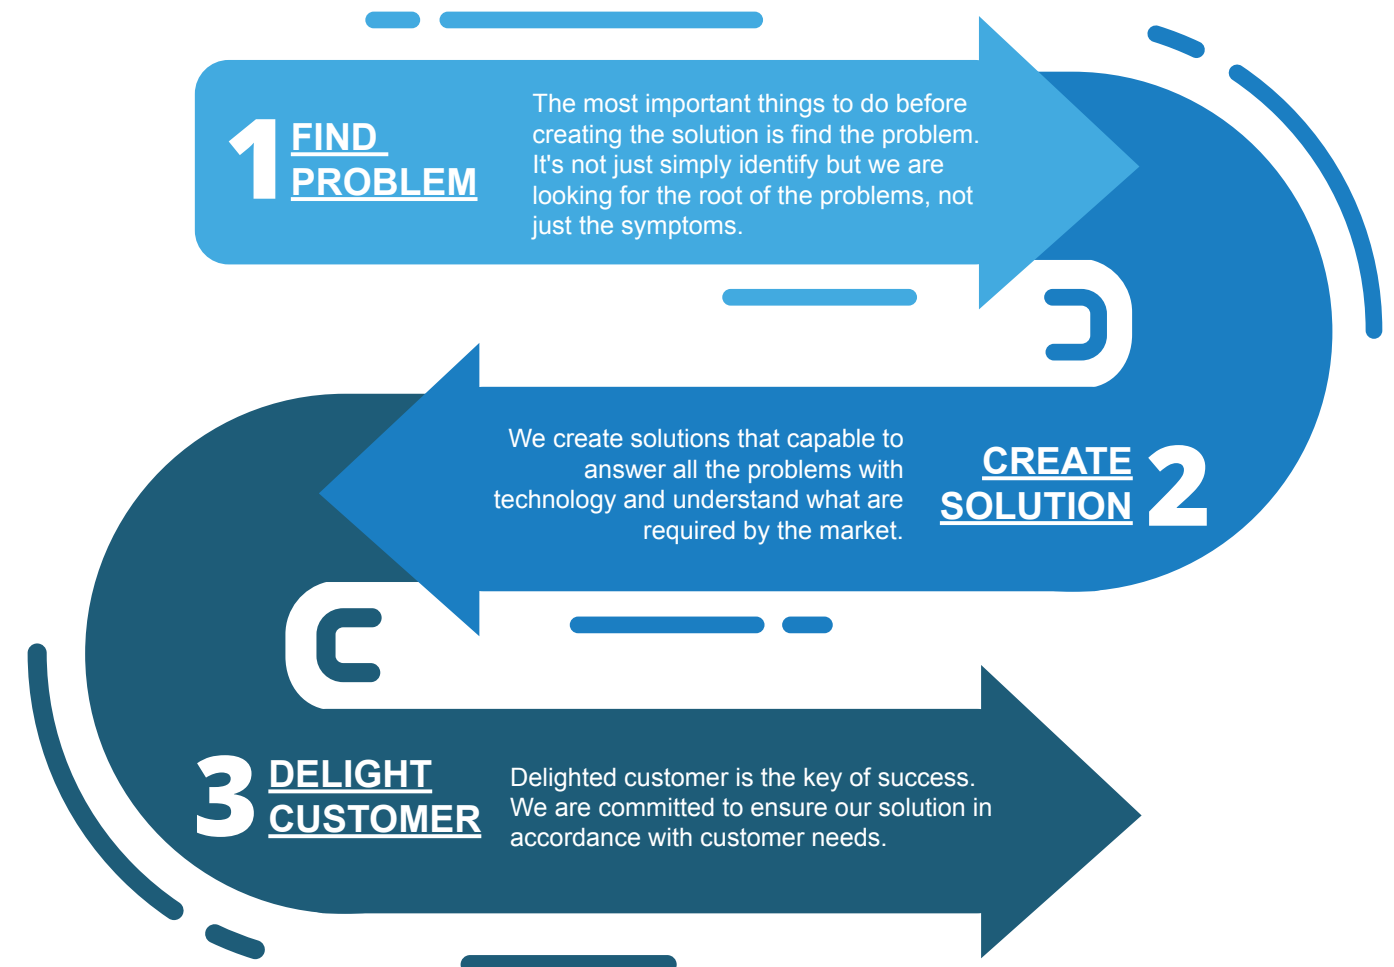 1
FIND
PROBLEM
The most important things to do before
creating the solution is find the problem.
It's not just simply identify but we are
looking for the root of the problems, not
just the symptoms.
We create solutions that capable to
answer all the problems with
technology and understand what are
required by the market.
CREATE
SOLUTION
2
3
DELIGHT
CUSTOMER
Delighted customer is the key of success.
We are committed to ensure our solution in
accordance with customer needs.